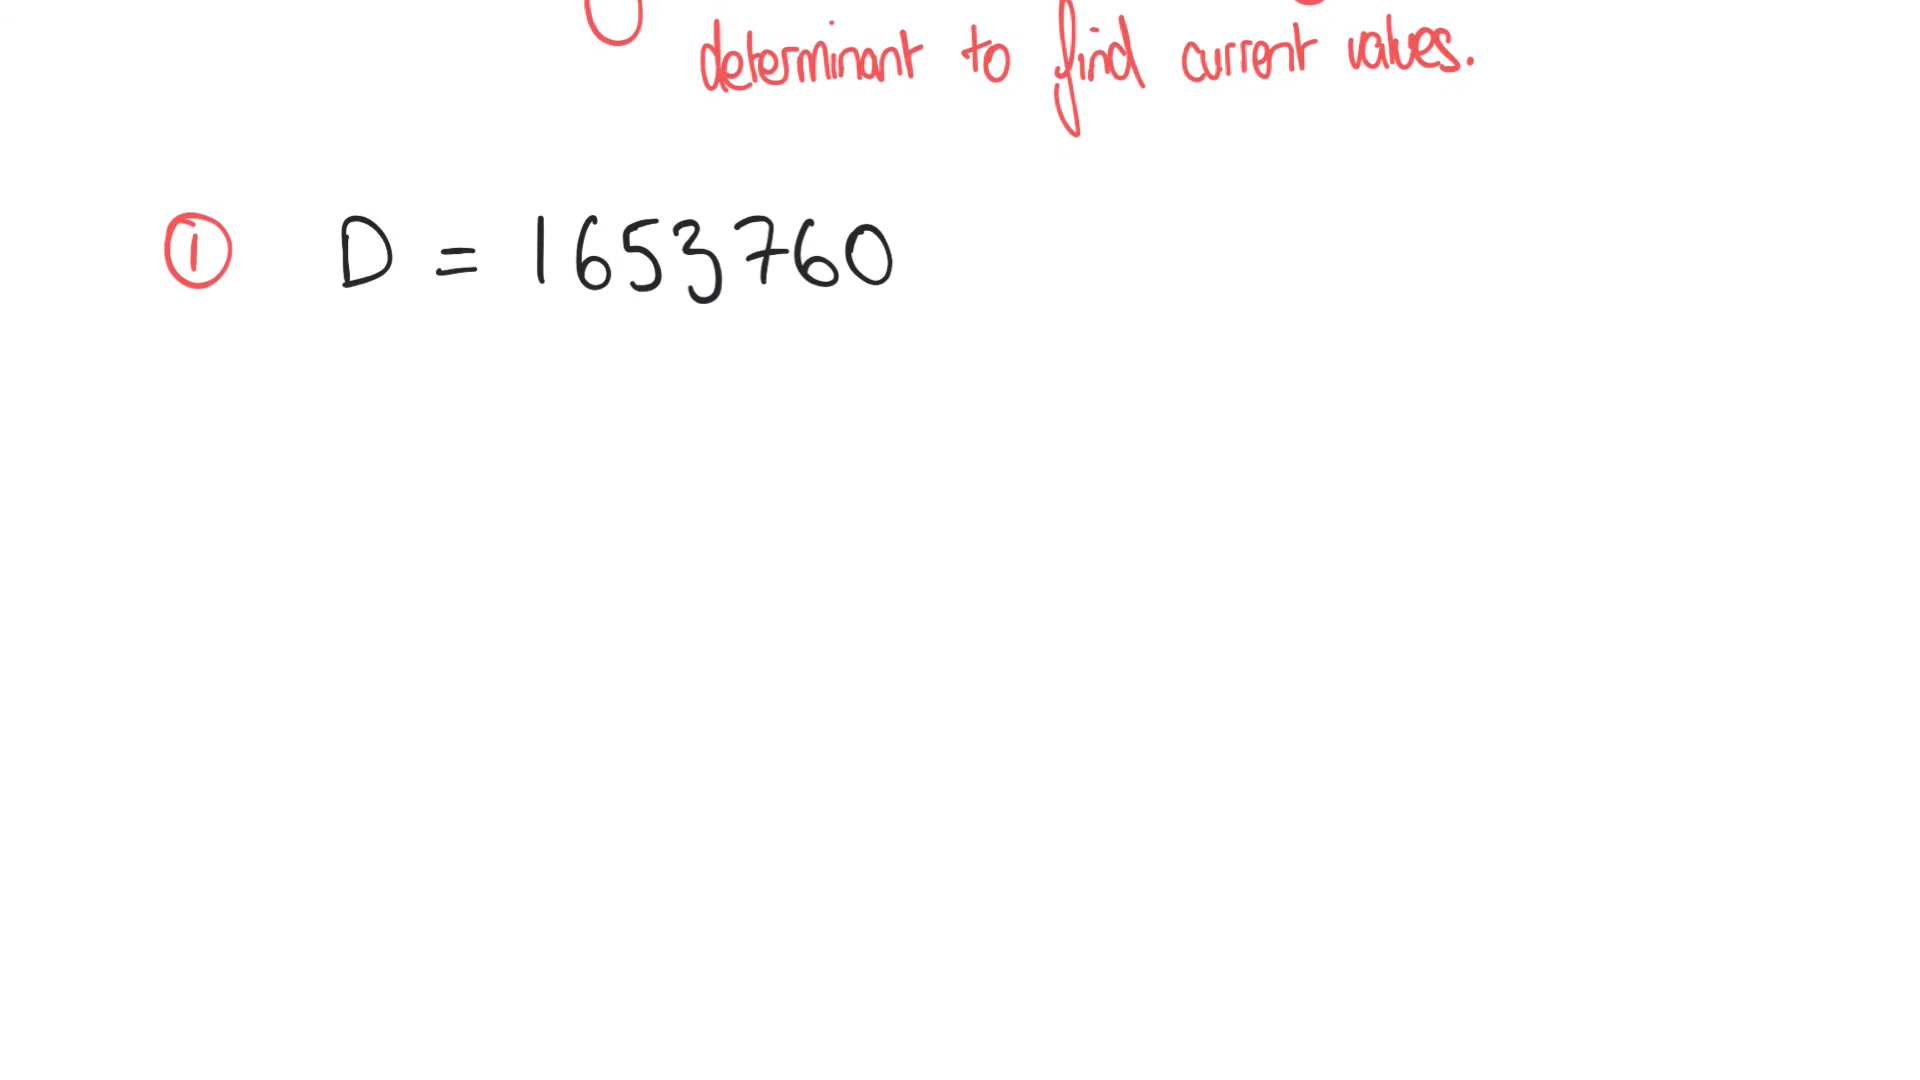 determinant to find current values.
① D = 1653760